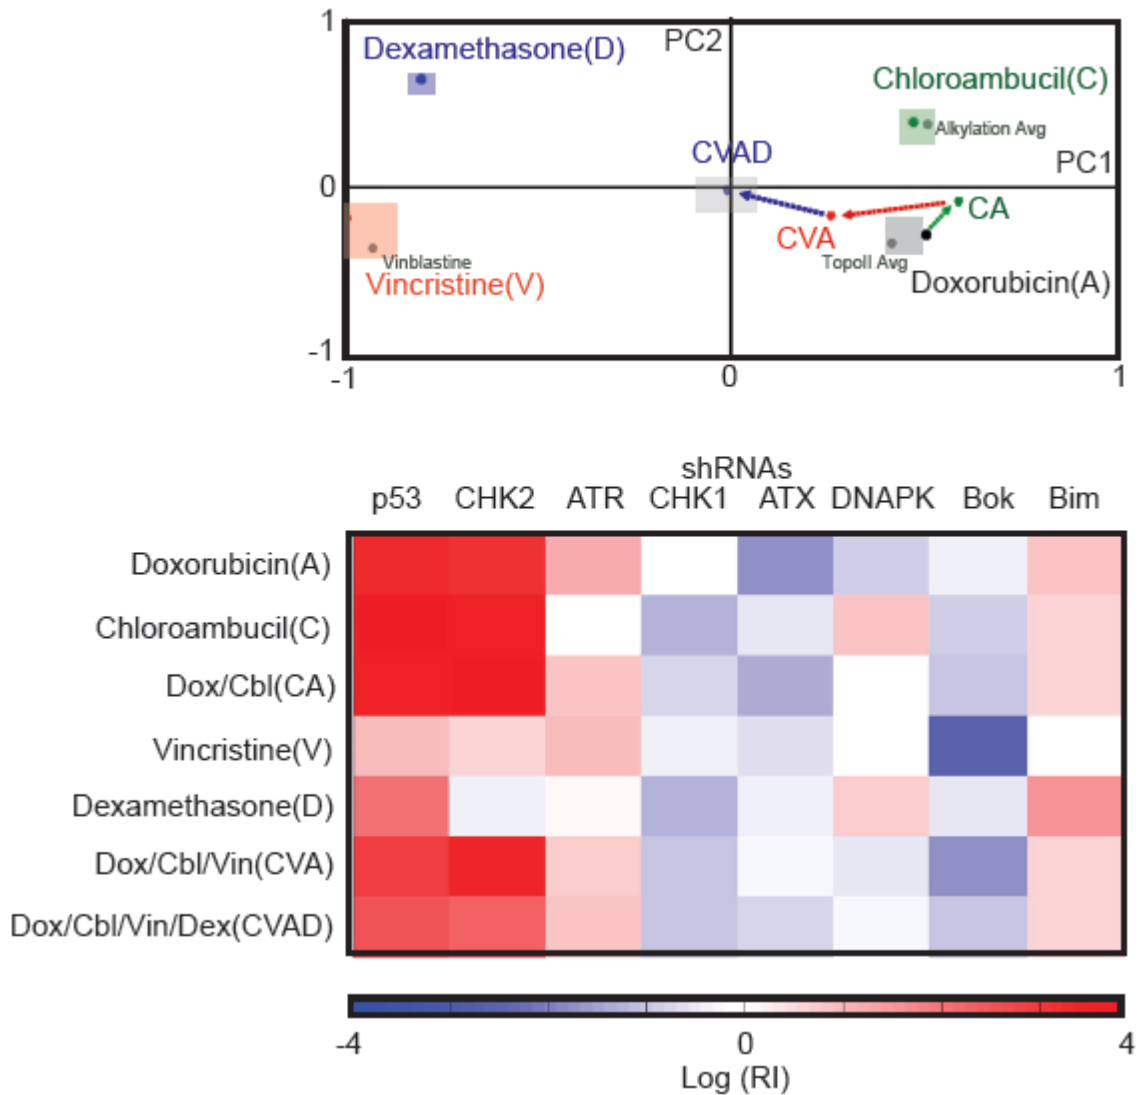 1
Dexamethasone(D)
PC2
Chloroambucil(C)
Alkylation Avg
CVAD
PC1
0
CA
CVA
Vinblastine
TopoII Avg
Vincristine(V)
Doxorubicin(A)
-1
-1
0
1
shRNAs
p53 CHK2 ATR CHK1 ATX DNAPK Bok Bim
Doxorubicin(A)
Chloroambucil(C)
Dox/Cbl(CA)
Vincristine(V)
Dexamethasone(D)
Dox/Cbl/Vin(CVA)
Dox/Cbl/Vin/Dex(CVAD)
-4 0 4
Log (RI)